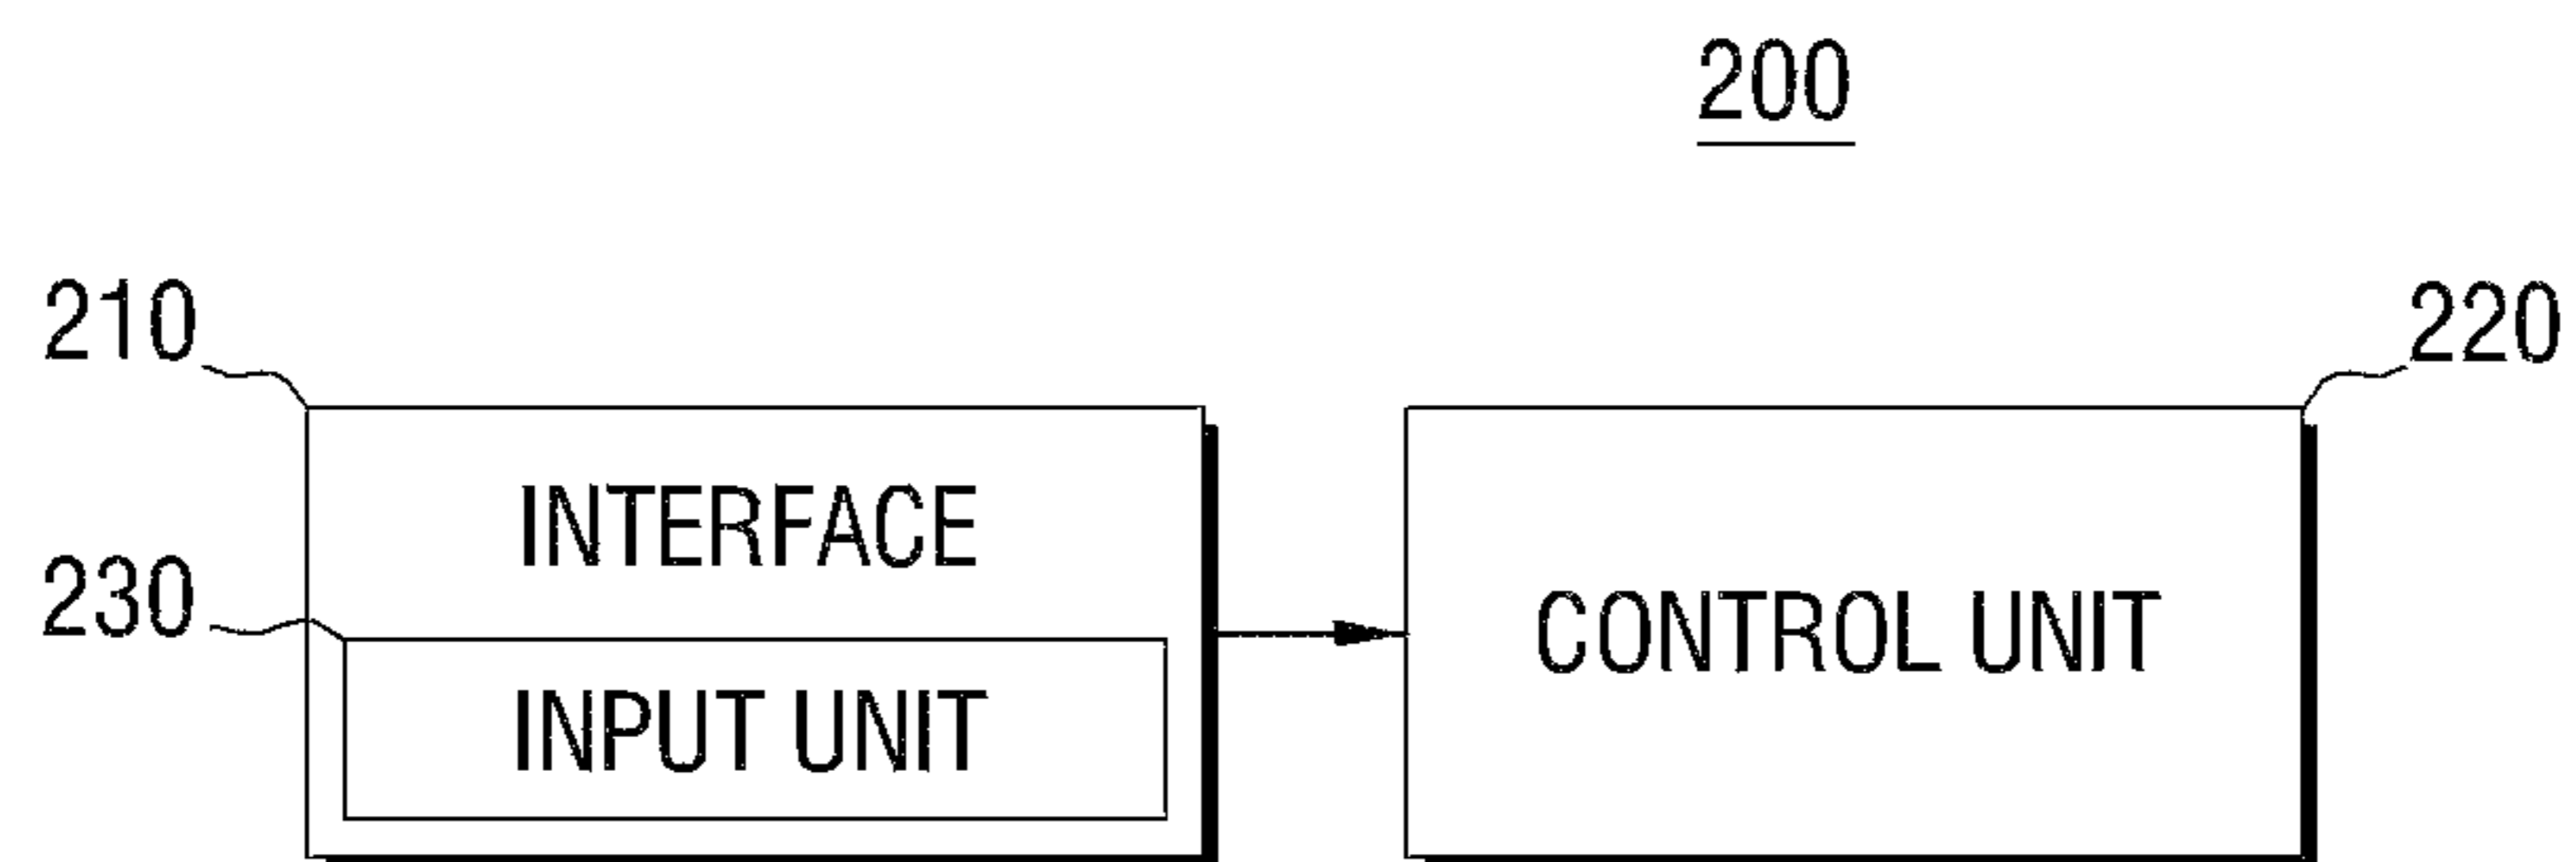 200
210
220
INTERFACE
230
CONTROL UNIT
INPUT UNIT